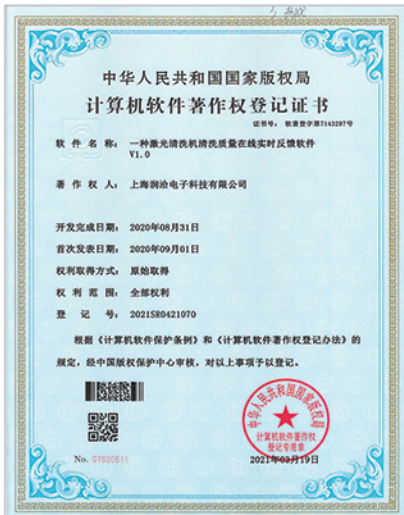 中华人民共和国国家版权局
计算机软件著作权登记证书
证书号： 软著登字第7143297号
软件名称： 一种激光清洗机清洗质量在线实时反馈软件
V1.0
著作权人： 上海润洽电子科技有限公司
开发完成日期： 2020年08月31日
首次发表日期： 2020年09月01日
权利取得方式： 原始取得
权利范围： 全部权利
登记号： 2021SR0421070
根据《计算机软件保护条例》和《计算机软件著作权登记办法》的
规定，经中国版权保护中心审核，对以上事项予以登记。
中华人民共和国国家版权局
计算机软件著作权
登记专用章
No. 07630811
2021年03月19日